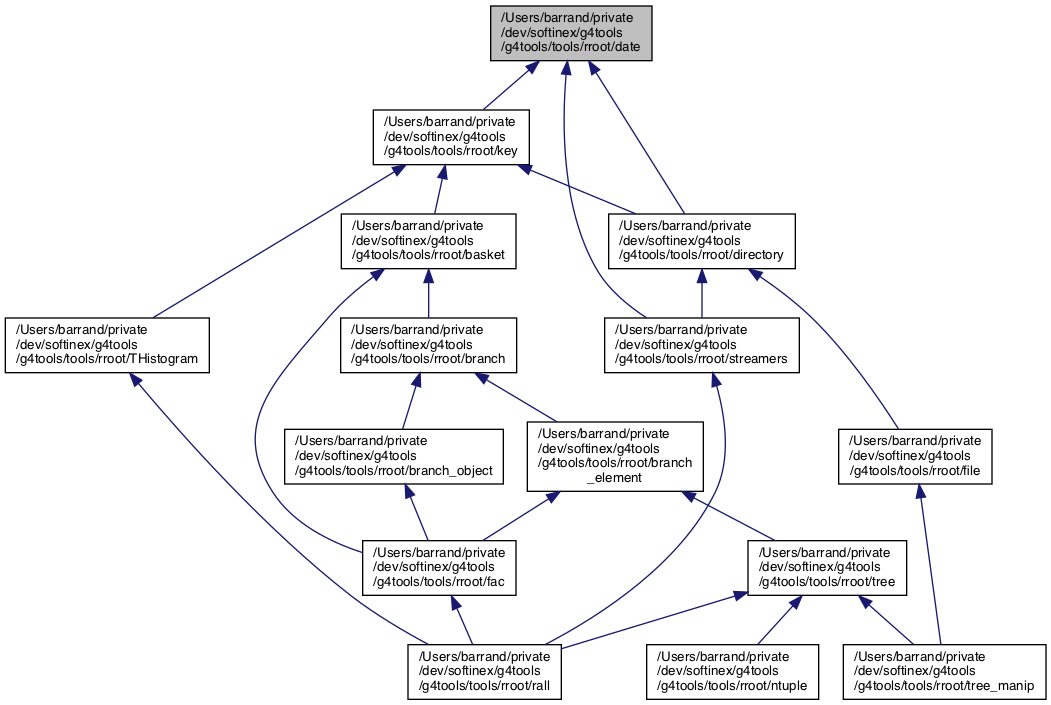 /Users/barrand/private
/dev/softinex/g4tools
/g4tools/tools/rroot/date
/Users/barrand/private
/dev/softinex/g4tools
/g4tools/tools/rroot/key
/Users/barrand/private
/dev/softinex/g4tools
/g4tools/tools/rroot/basket
/Users/barrand/private
/dev/softinex/g4tools
/g4tools/tools/rroot/directory
/Users/barrand/private
/dev/softinex/g4tools
/g4tools/tools/rroot/THistogram
/Users/barrand/private
/dev/softinex/g4tools
/g4tools/tools/rroot/branch
/Users/barrand/private
/dev/softinex/g4tools
/g4tools/tools/rroot/streamers
/Users/barrand/private
/dev/softinex/g4tools
/g4tools/tools/rroot/branch_object
/Users/barrand/private
/dev/softinex/g4tools
/g4tools/tools/rroot/branch
_element
/Users/barrand/private
/dev/softinex/g4tools
/g4tools/tools/rroot/file
/Users/barrand/private
/dev/softinex/g4tools
/g4tools/tools/rroot/fac
/Users/barrand/private
/dev/softinex/g4tools
/g4tools/tools/rroot/tree
/Users/barrand/private
/dev/softinex/g4tools
/g4tools/tools/rroot/rall
/Users/barrand/private
/dev/softinex/g4tools
/g4tools/tools/rroot/ntuple
/Users/barrand/private
/dev/softinex/g4tools
/g4tools/tools/rroot/tree_manip